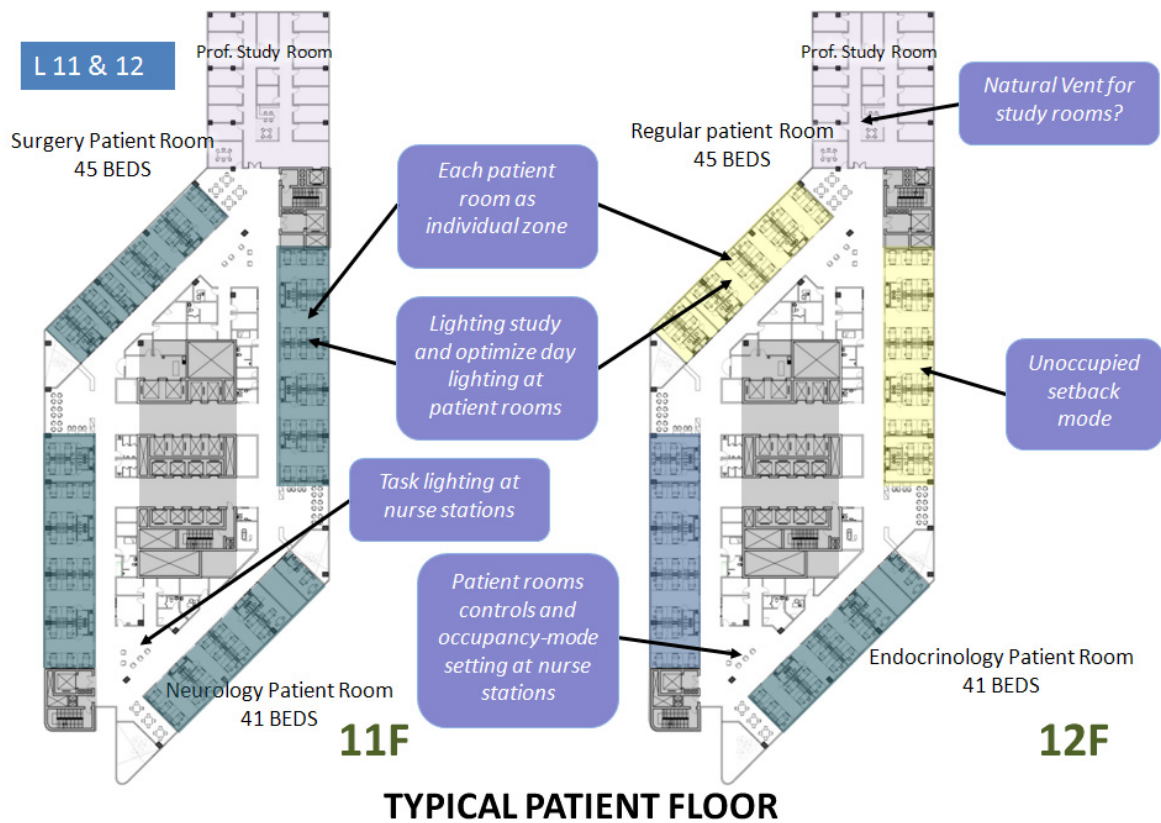 Prof. Study Room
Prof. Study Room
L 11 & 12
Natural Vent for
study rooms?
Surgery Patient Room
45 BEDS
Regular patient Room
45 BEDS
Each patient
room as
individual zone
Lighting study
and optimize day
lighting at
patient rooms
Unoccupied
setback
mode
Task lighting at
nurse stations
Patient rooms
controls and
occupancy-mode
setting at nurse
stations
Neurology Patient Room
41 BEDS
Endocrinology Patient Room
41 BEDS
11F
12F
TYPICAL PATIENT FLOOR